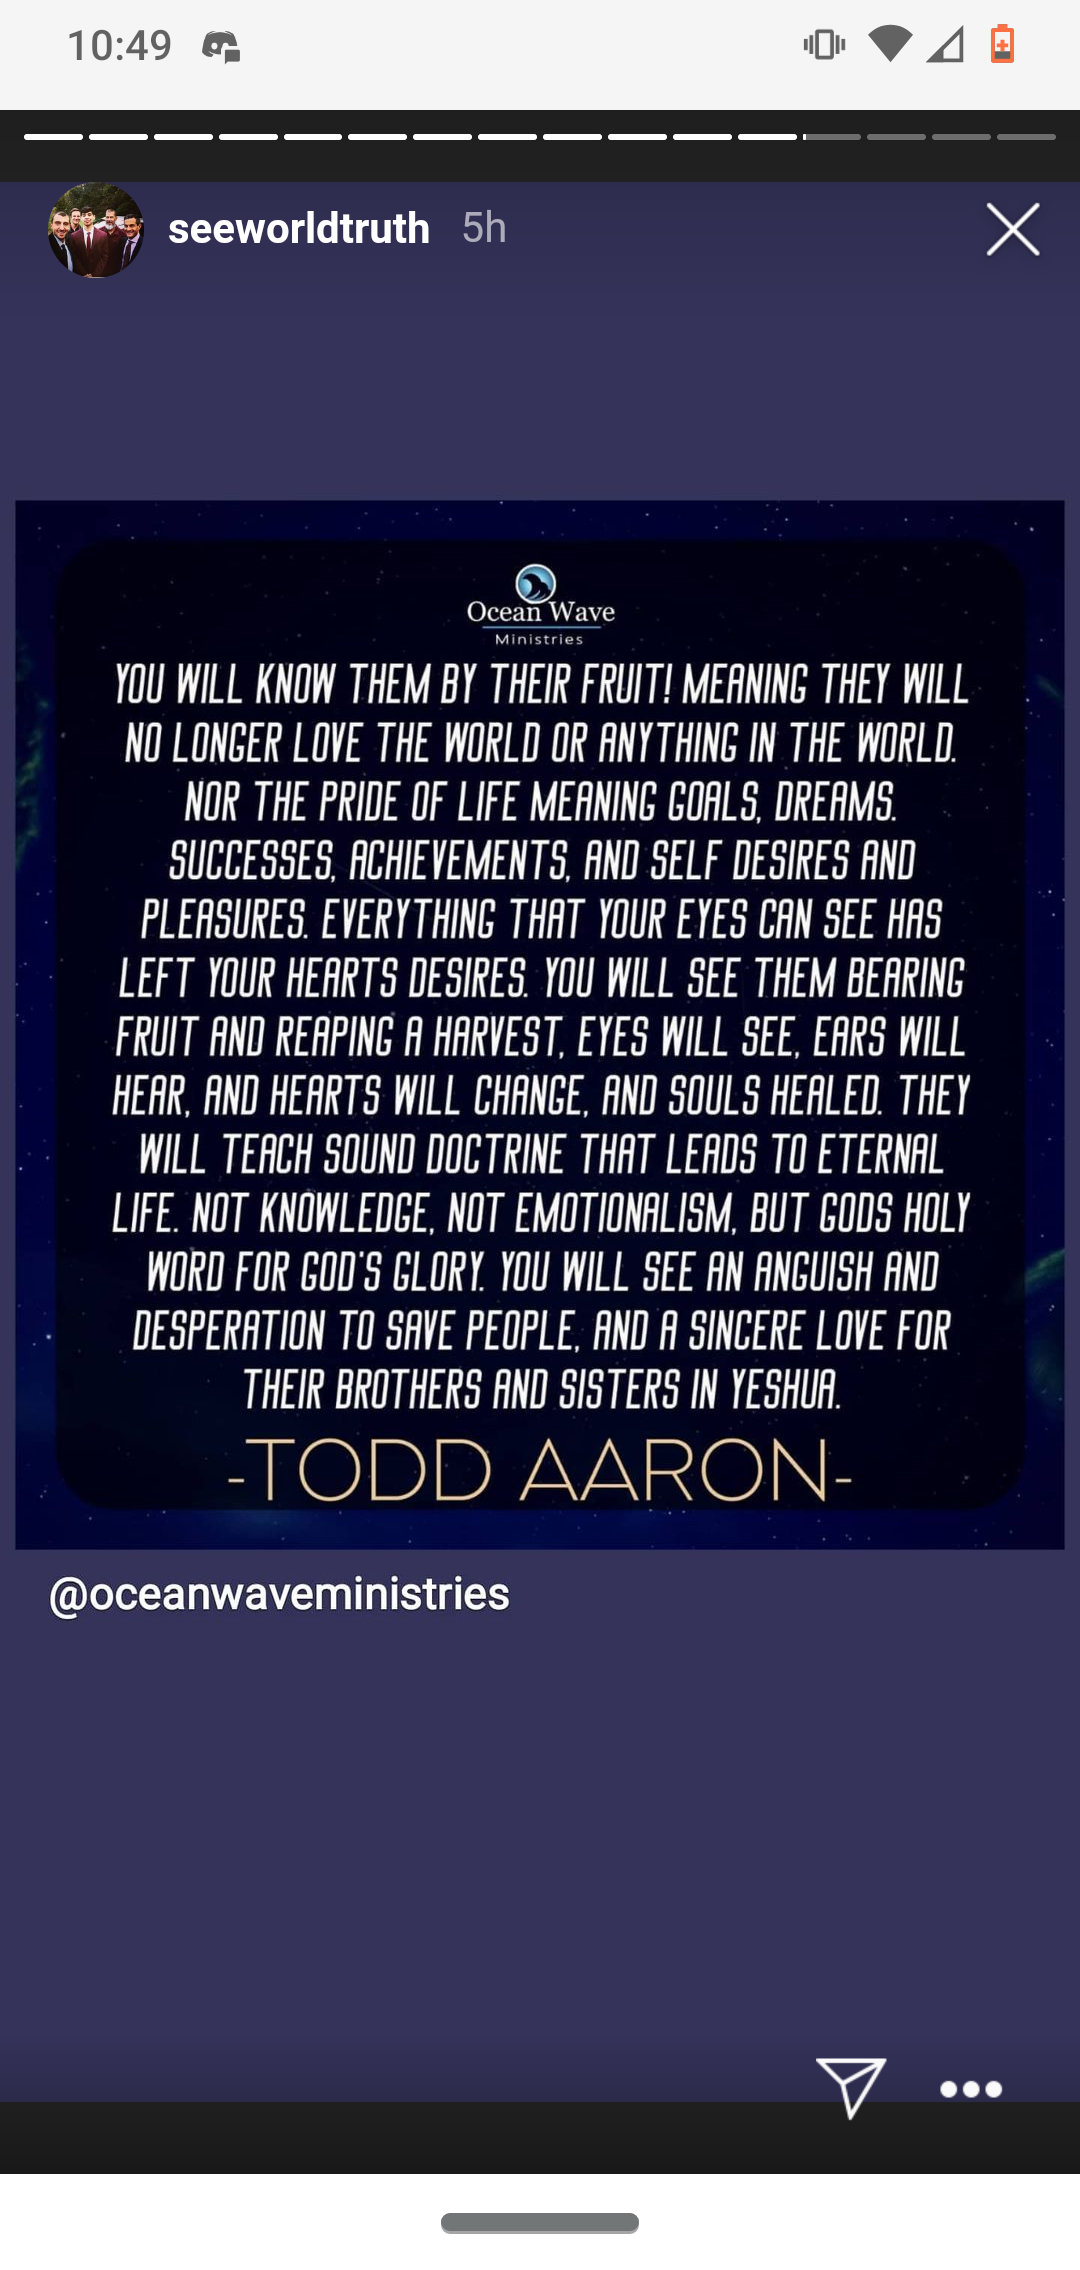 10:49
seeworldtruth 5h
Ocean Wave
Ministries
YOU WILL KNOW THEM BY THEIR FRUIT! MEANING THEY WILL
NO LONGER LOVE THE WORLD OR ANYTHING IN THE WORLD.
NOR THE PRIDE OF LIFE MEANING GOALS, DREAMS.
SUCCESSES, ACHIEVEMENTS, AND SELF DESIRES AND
PLEASURES. EVERYTHING THAT YOUR EYES CAN SEE HAS
LEFT YOUR HEARTS DESIRES. YOU WILL SEE THEM BEARING
FRUIT AND REAPING A HARVEST, EYES WILL SEE, EARS WILL
HEAR, AND HEARTS WILL CHANGE, AND SOULS HEALED. THEY
WILL TEACH SOUND DOCTRINE THAT LEADS TO ETERNAL
LIFE. NOT KNOWLEDGE, NOT EMOTIONALISM, BUT GODS HOLY
WORD FOR GOD'S GLORY. YOU WILL SEE AN ANGUISH AND
DESPERATION TO SAVE PEOPLE, AND A SINCERE LOVE FOR
THEIR BROTHERS AND SISTERS IN YESHUA.
-TODD AARON-
@oceanwaveministries